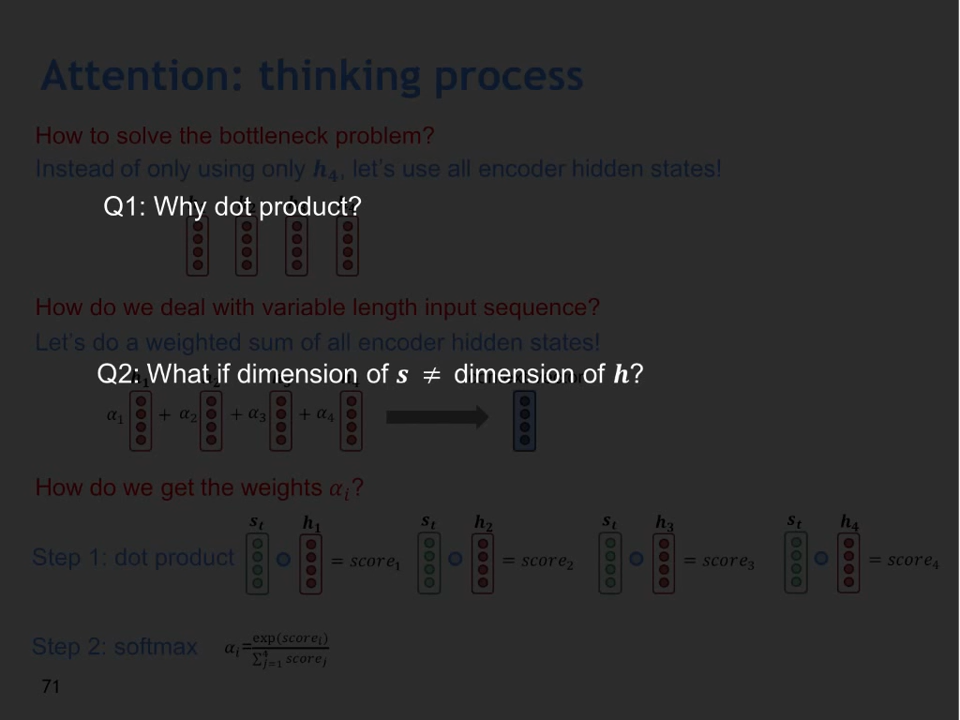 Attention: thinking process
How to solve the bottleneck problem?
Instead of only using only h₄, let's use all encoder hidden states!
Q1: Why dot product?
How do we deal with variable length input sequence?
Let's do a weighted sum of all encoder hidden states!
Q2: What if dimension of s ≠ dimension of h?
α₁ + α₂ + α₃ + α₄
How do we get the weights αᵢ?
sₜ h₁ sₜ h₂ sₜ h₃ sₜ h₄
Step 1: dot product = score₁ = score₂ = score₃ = score₄
Step 2: softmax αᵢ= exp(scoreᵢ) / ∑⁴ⱼ₌₁ scoreⱼ
71